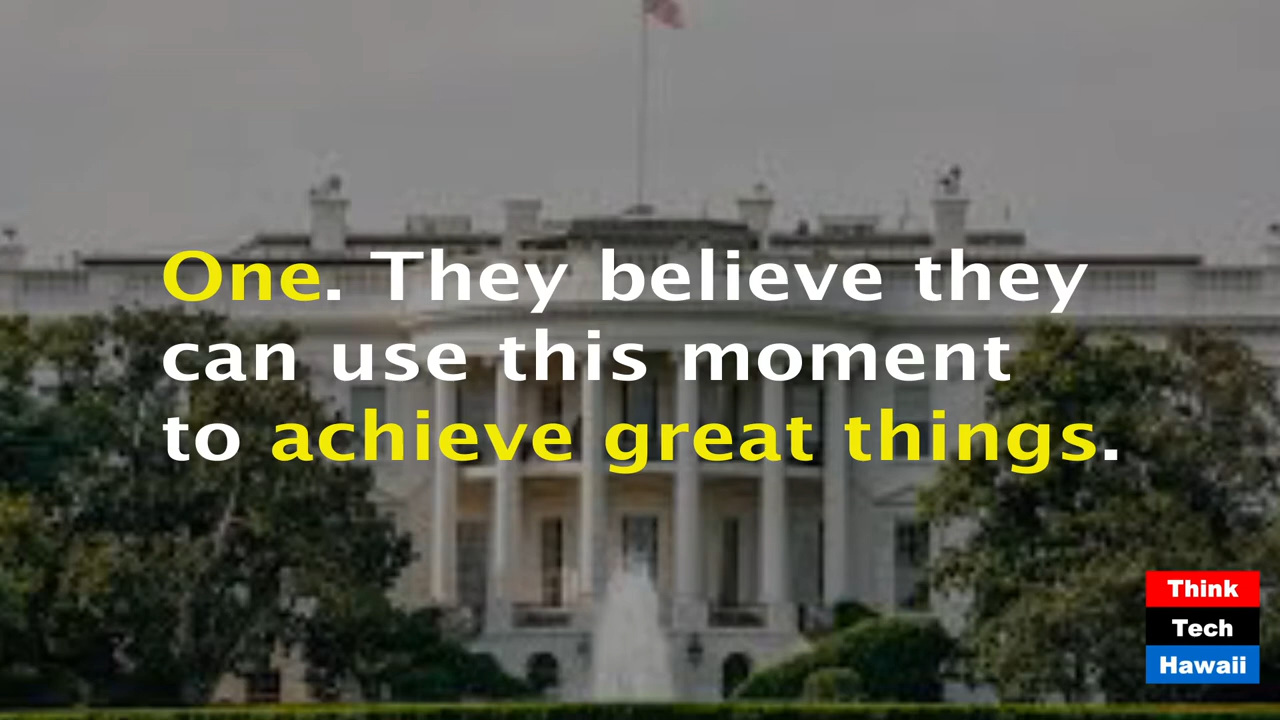 One. They believe they
can use this moment
to achieve great things.
Think
Tech
Hawaii